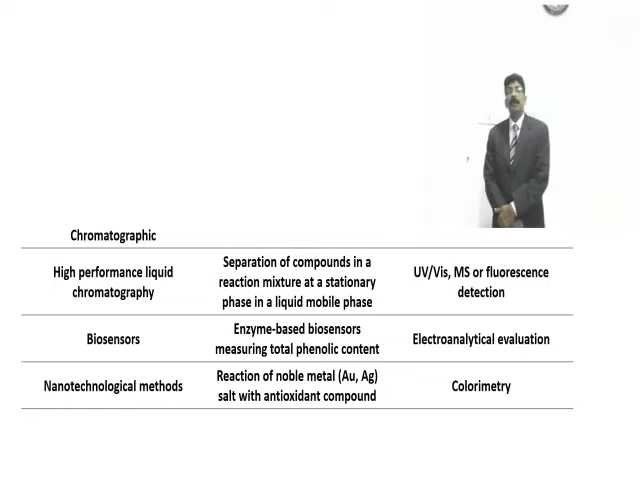 Chromatographic
High performance liquid
chromatography
Separation of compounds in a
reaction mixture at a stationary
phase in a liquid mobile phase
UV/Vis, MS or fluorescence
detection
Biosensors
Enzyme-based biosensors
measuring total phenolic content
Electroanalytical evaluation
Nanotechnological methods
Reaction of noble metal (Au, Ag)
salt with antioxidant compound
Colorimetry